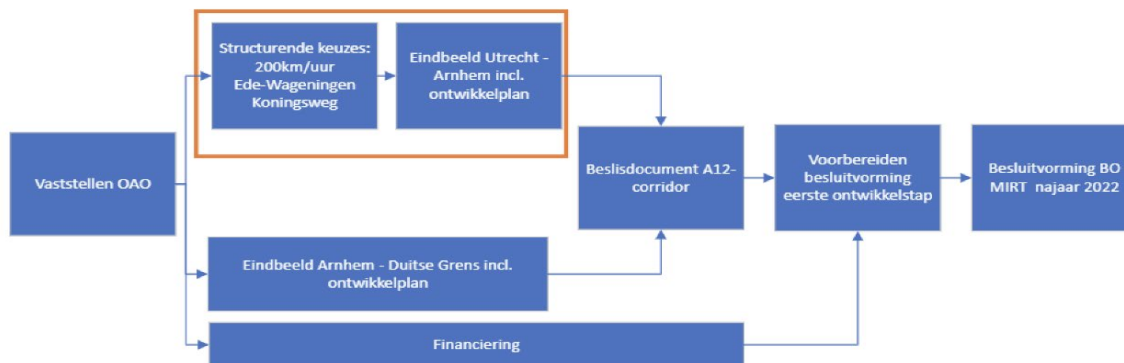 Structurende keuzes:
200km/uur
Ede-Wageningen
Koningsweg
Eindbeeld Utrecht -
Arnhem incl.
ontwikkelplan
Vaststellen OAO
Beslisdocument A12-
corridor
Voorbereiden
besluitvorming
eerste ontwikkelstap
Besluitvorming BO
MIRT najaar 2022
Eindbeeld Arnhem - Duitse Grens incl.
ontwikkelplan
Financiering